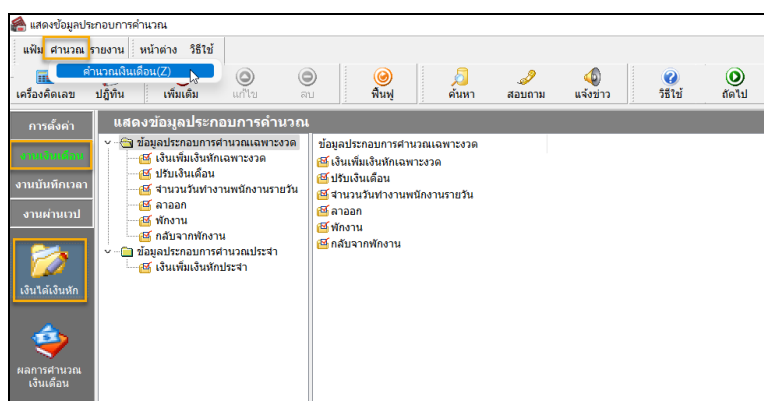 แสดงข้อมูลประกอบการคำนวณ
แฟ้ม คำนวณ รายงาน หน้าต่าง วิธีใช้
คำนวณเงินเดือน(Z)
เครื่องคิดเลข ปฏิทิน เพิ่มเติม แก้ไข ลบ ฟื้นฟู ค้นหา สอบถาม แจ้งข่าว วิธีใช้ ถัดไป
การตั้งค่า
งานเงินเดือน
งานบันทึกเวลา
งานผ่านเวป
เงินได้เงินหัก
ผลการคำนวณ
เงินเดือน
แสดงข้อมูลประกอบการคำนวณ
ข้อมูลประกอบการคำนวณเฉพาะงวด
เงินเพิ่มเงินหักเฉพาะงวด
ปรับเงินเดือน
จำนวนวันทำงานพนักงานรายวัน
ลาออก
พักงาน
กลับจากพักงาน
ข้อมูลประกอบการคำนวณประจำ
เงินเพิ่มเงินหักประจำ
ข้อมูลประกอบการคำนวณเฉพาะงวด
เงินเพิ่มเงินหักเฉพาะงวด
ปรับเงินเดือน
จำนวนวันทำงานพนักงานรายวัน
ลาออก
พักงาน
กลับจากพักงาน